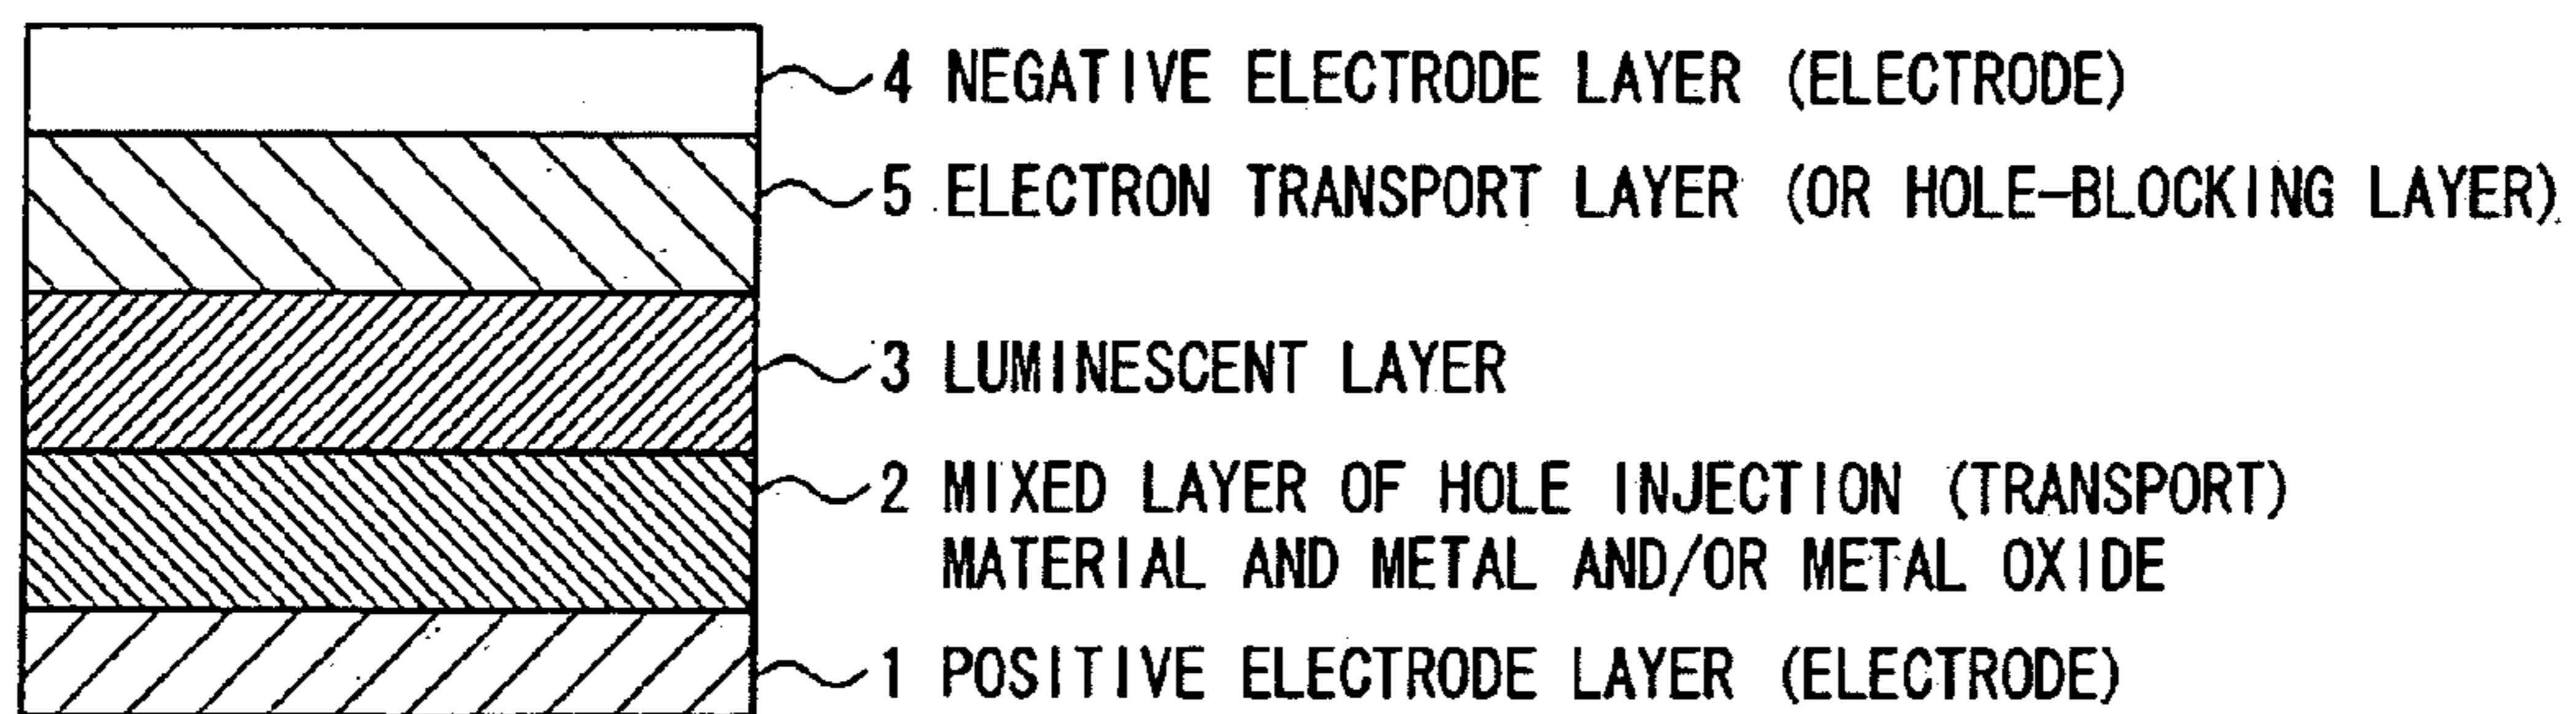 4 NEGATIVE ELECTRODE LAYER (ELECTRODE)
5 ELECTRON TRANSPORT LAYER (OR HOLE-BLOCKING LAYER)
3 LUMINESCENT LAYER
2 MIXED LAYER OF HOLE INJECTION (TRANSPORT)
MATERIAL AND METAL AND/OR METAL OXIDE
1 POSITIVE ELECTRODE LAYER (ELECTRODE)